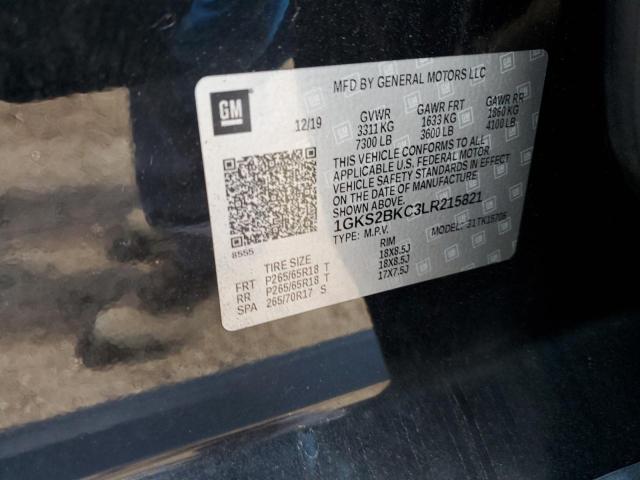 MFD BY GENERAL MOTORS LLC
GM
12/19
GVWR GAWR FRT GAWR RR
3311 KG 1633 KG 1860 KG
7300 LB 3600 LB 4100 LB
THIS VEHICLE CONFORMS TO ALL
APPLICABLE U.S. FEDERAL MOTOR
VEHICLE SAFETY STANDARDS IN EFFECT
ON THE DATE OF MANUFACTURE
SHOWN ABOVE.
1GKS2BKC3LR215821
TYPE: M.P.V. MODEL:
8555
TIRE SIZE RIM
FRT P265/65R18 T 18X8.5J
RR P265/65R18 T 18X8.5J
SPA 265/70R17 S 17X7.5J